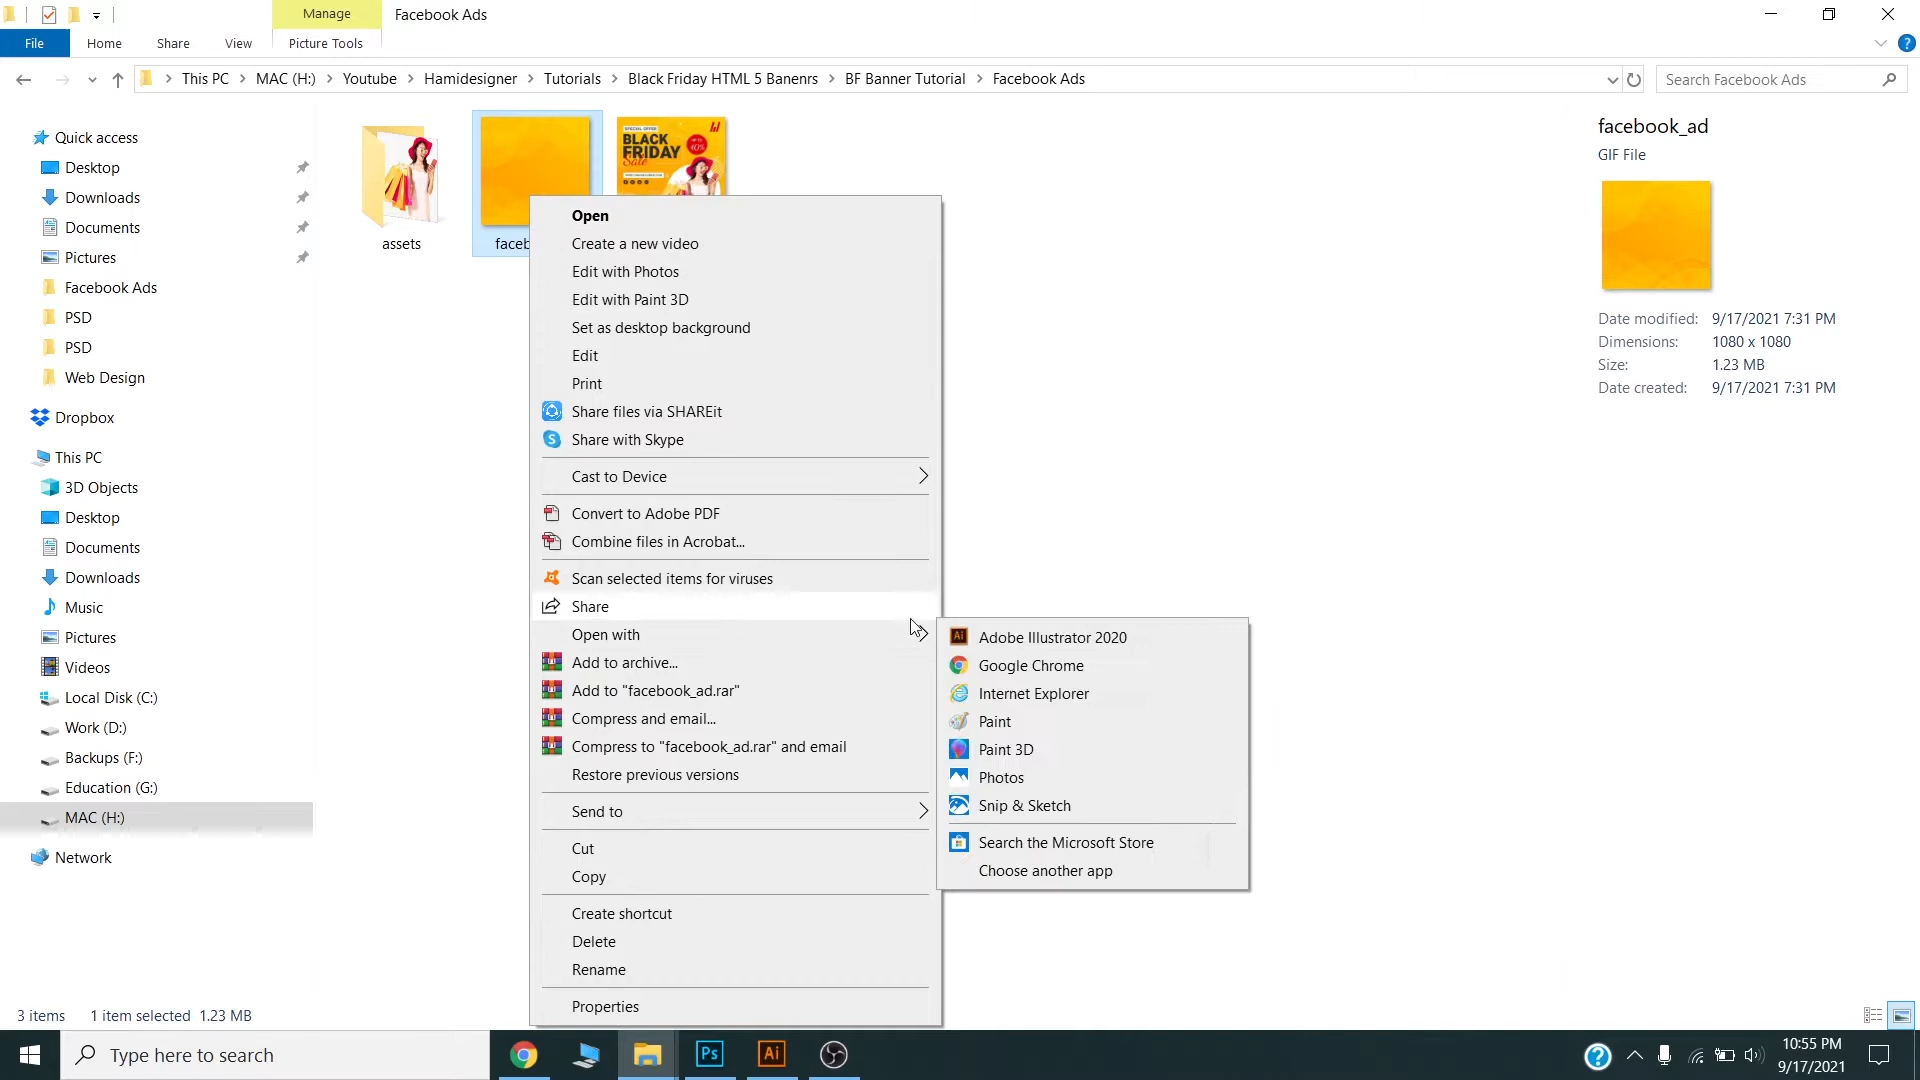 Manage
Facebook Ads
File
Home
Share
View
Picture Tools
This PC
MAC (H:)
Youtube
Hamidesigner
Tutorials
Black Friday HTML 5 Banenrs
BF Banner Tutorial
Facebook Ads
Search Facebook Ads
Quick access
Desktop
Downloads
Documents
Pictures
Facebook Ads
PSD
PSD
Web Design
Dropbox
This PC
3D Objects
Desktop
Documents
Downloads
Music
Pictures
Videos
Local Disk (C:)
Work (D:)
Backups (F:)
Education (G:)
MAC (H:)
Network
assets
faceb
SPECIAL OFFER
BLACK
FRIDAY
Sale
40%
Open
Create a new video
Edit with Photos
Edit with Paint 3D
Set as desktop background
Edit
Print
Share files via SHAREit
Share with Skype
Cast to Device
Convert to Adobe PDF
Combine files in Acrobat...
Scan selected items for viruses
Share
Open with
Add to archive...
Add to "facebook_ad.rar"
Compress and email...
Compress to "facebook_ad.rar" and email
Restore previous versions
Send to
Cut
Copy
Create shortcut
Delete
Rename
Properties
Adobe Illustrator 2020
Google Chrome
Internet Explorer
Paint
Paint 3D
Photos
Snip & Sketch
Search the Microsoft Store
Choose another app
facebook_ad
GIF File
Date modified: 9/17/2021 7:31 PM
Dimensions: 1080 x 1080
Size: 1.23 MB
Date created: 9/17/2021 7:31 PM
3 items 1 item selected 1.23 MB
Type here to search
Ps
Ai
10:55 PM
9/17/2021